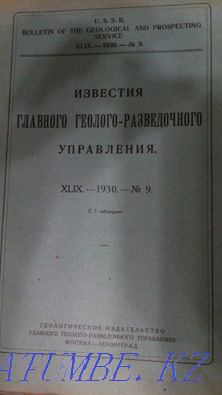 U. S. S. R.
BULLETIN OF THE GEOLOGICAL AND PROSPECTING
SERVICE
XLIX.—1930.—№ 9.
ИЗВЕСТИЯ
ГЛАВНОГО ГЕОЛОГО-РАЗВЕДОЧНОГО
УПРАВЛЕНИЯ.
XLIX.—1930.—№ 9.
ГЕОЛОГИЧЕСКОЕ ИЗДАТЕЛЬСТВО
ГЛАВНОГО ГЕОЛОГО-РАЗВЕДОЧНОГО УПРАВЛЕНИЯ
МОСКВА—ЛЕНИНГРАД
ATUMBE.KZ